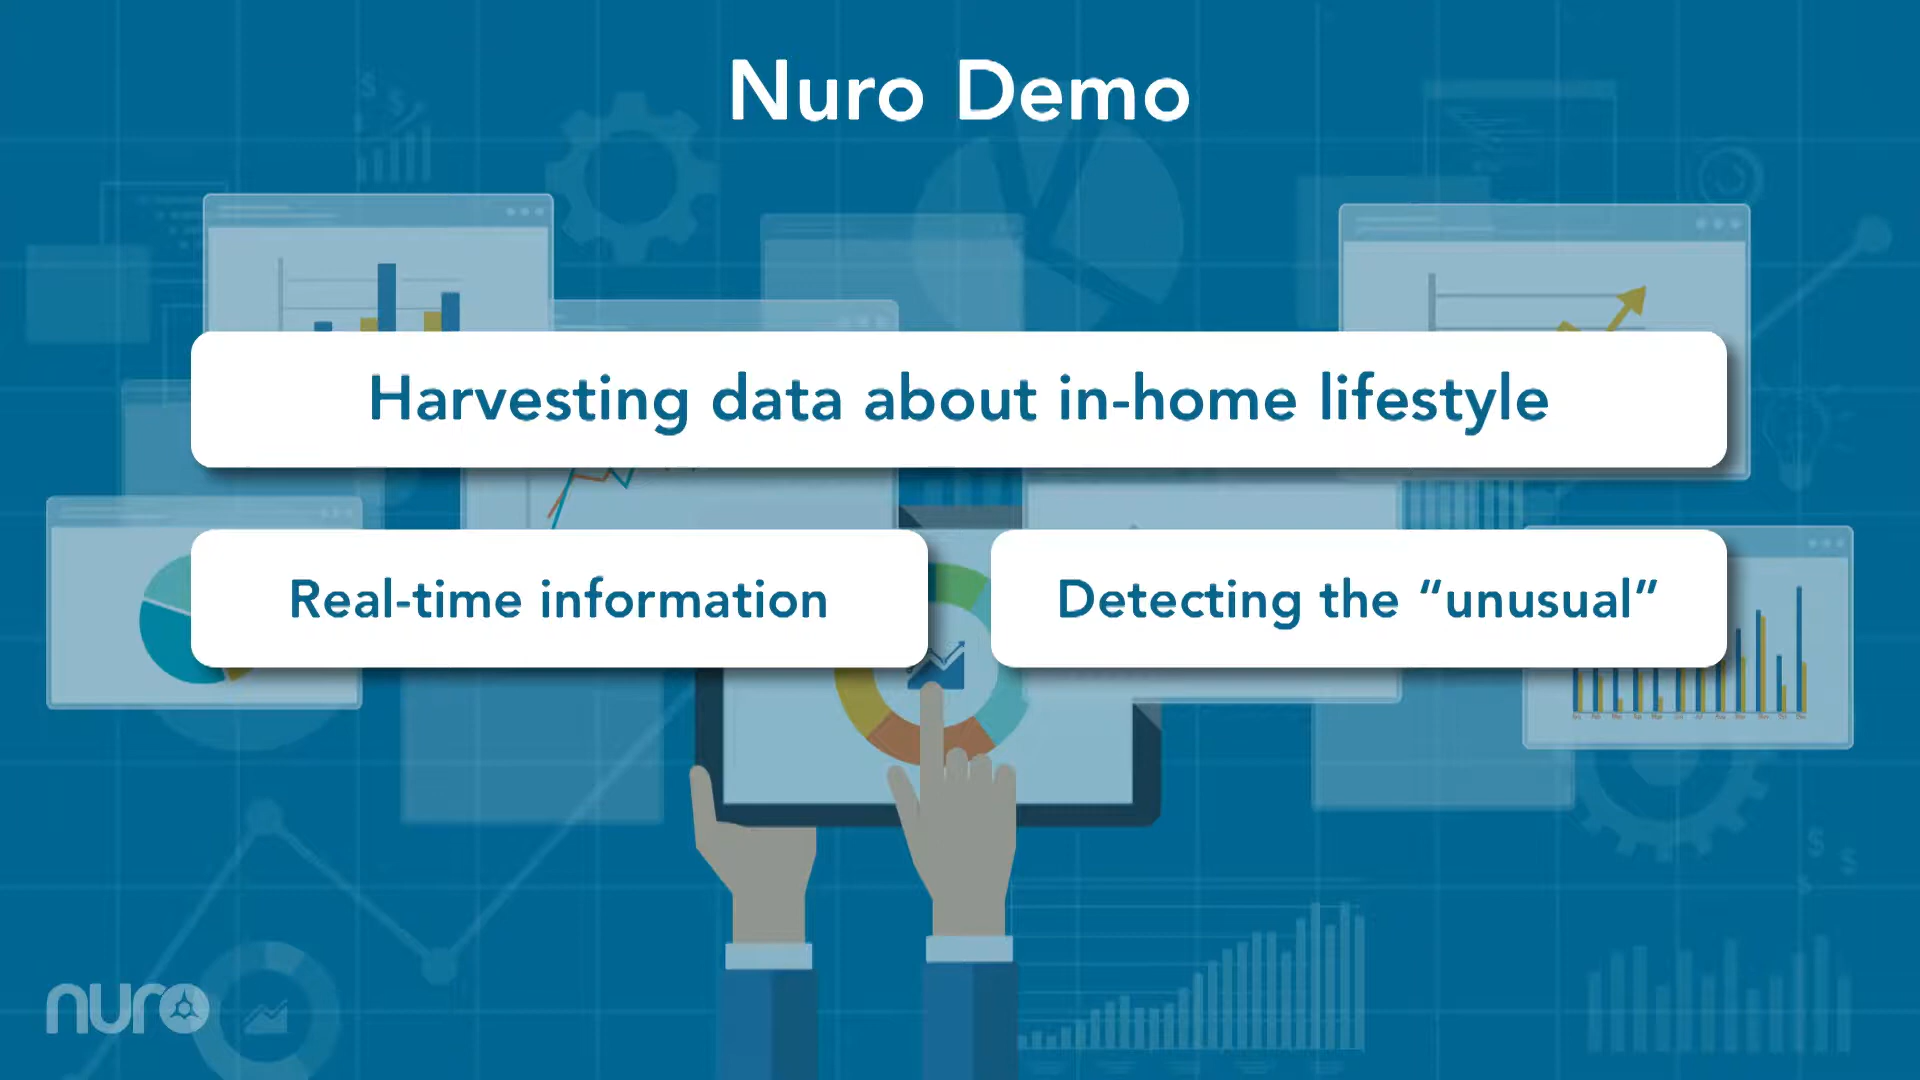 Nuro Demo
Harvesting data about in-home lifestyle
Real-time information
Detecting the “unusual”
nuro